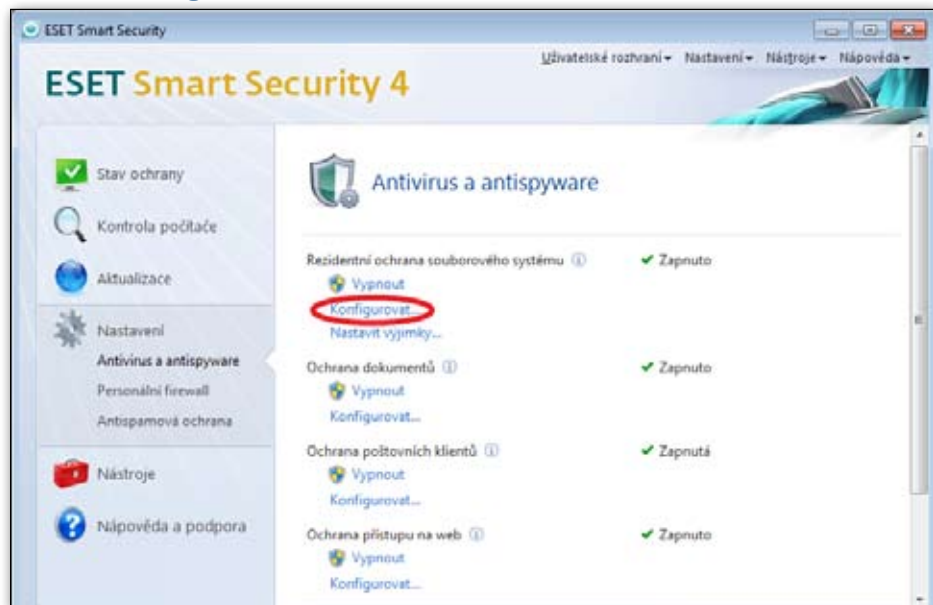 ESET Smart Security
Uživatelské rozhraní Nastavení Nástroje Nápověda
ESET Smart Security 4
Stav ochrany
Kontrola počítače
Aktualizace
Nastavení
Antivirus a antispyware
Personální firewall
Antispamová ochrana
Nástroje
Nápověda a podpora
Antivirus a antispyware
Rezidentní ochrana souborového systému Zapnuto
Vypnout
Konfigurovat...
Nastavit výjimky...
Ochrana dokumentů Zapnuto
Vypnout
Konfigurovat...
Ochrana poštovních klientů Zapnutá
Vypnout
Konfigurovat...
Ochrana přístupu na web Zapnuto
Vypnout
Konfigurovat...